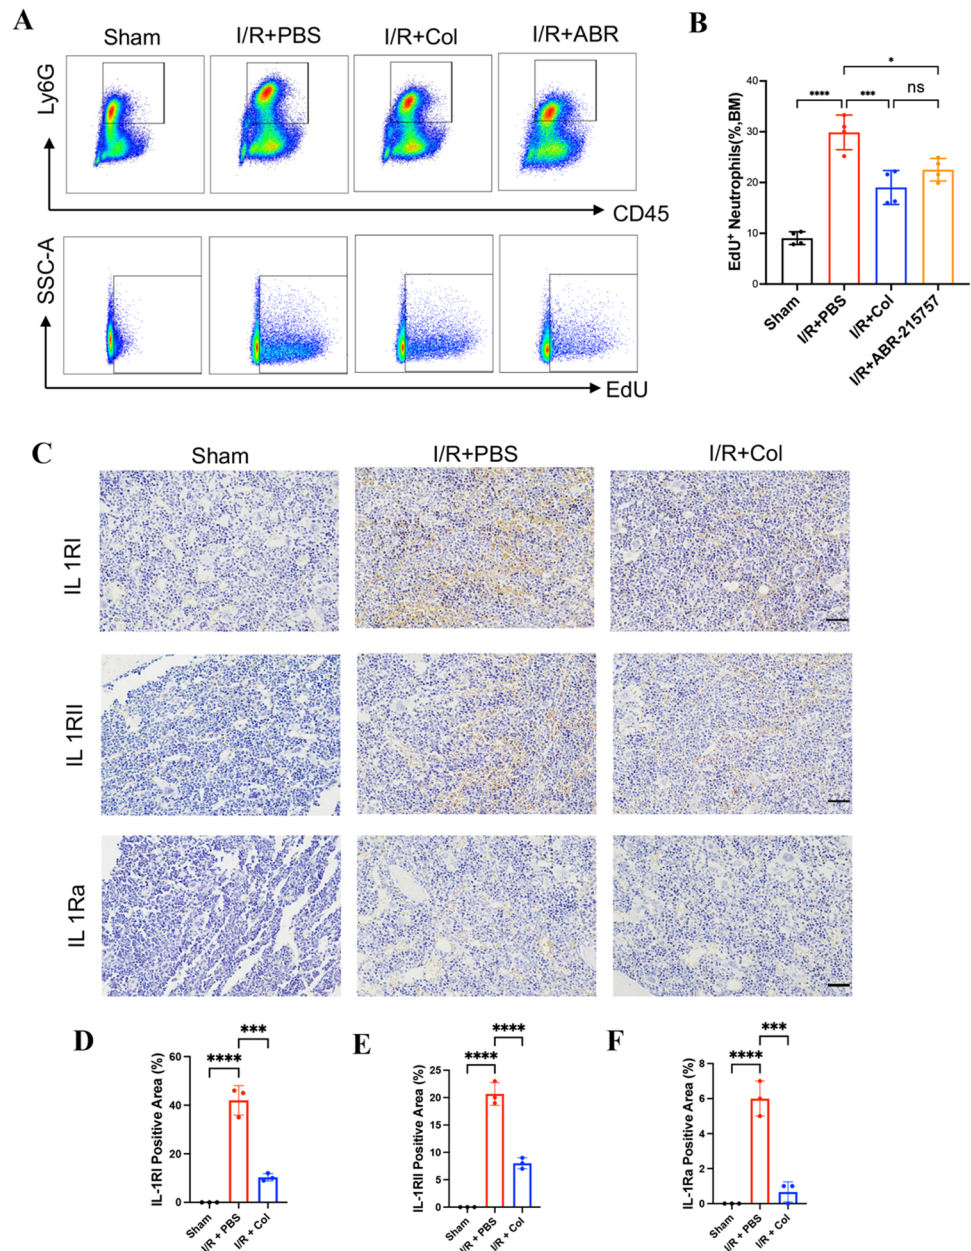 A
Sham
I/R+PBS
I/R+Col
I/R+ABR
Ly6G
CD45
SSC-A
EdU
B
*
****
***
ns
EdU+ Neutrophils(%,BM)
40
30
20
10
0
Sham
I/R+PBS
I/R+Col
I/R+ABR-215757
C
Sham
I/R+PBS
I/R+Col
IL 1RI
IL 1RII
IL 1Ra
D
***
****
IL-1RI Positive Area (%)
60
40
20
0
Sham
I/R + PBS
I/R + Col
E
****
****
IL-1RII Positive Area (%)
25
20
15
10
5
0
Sham
I/R + PBS
I/R + Col
F
***
****
IL-1Ra Positive Area (%)
8
6
4
2
0
Sham
I/R + PBS
I/R + Col